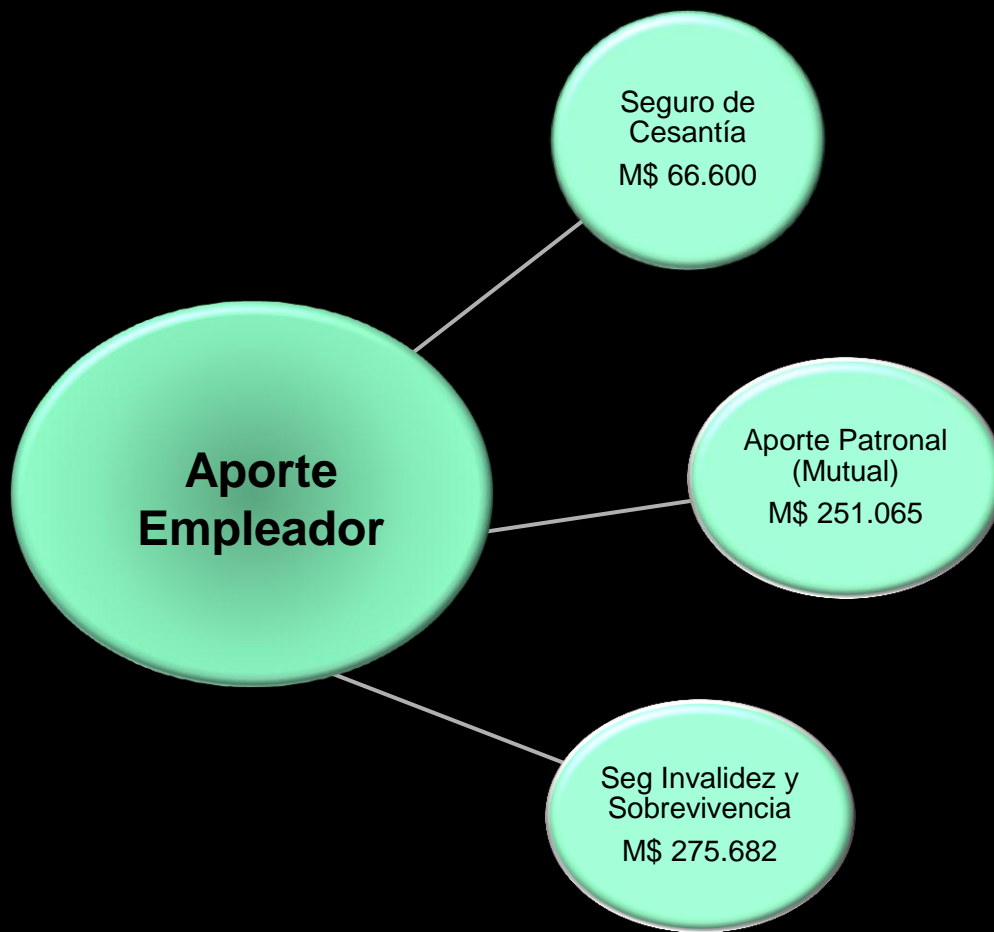 Seguro de
Cesantía
M$ 66.600
Aporte
Empleador
Aporte Patronal
(Mutual)
M$ 251.065
Seg Invalidez y
Sobrevivencia
M$ 275.682